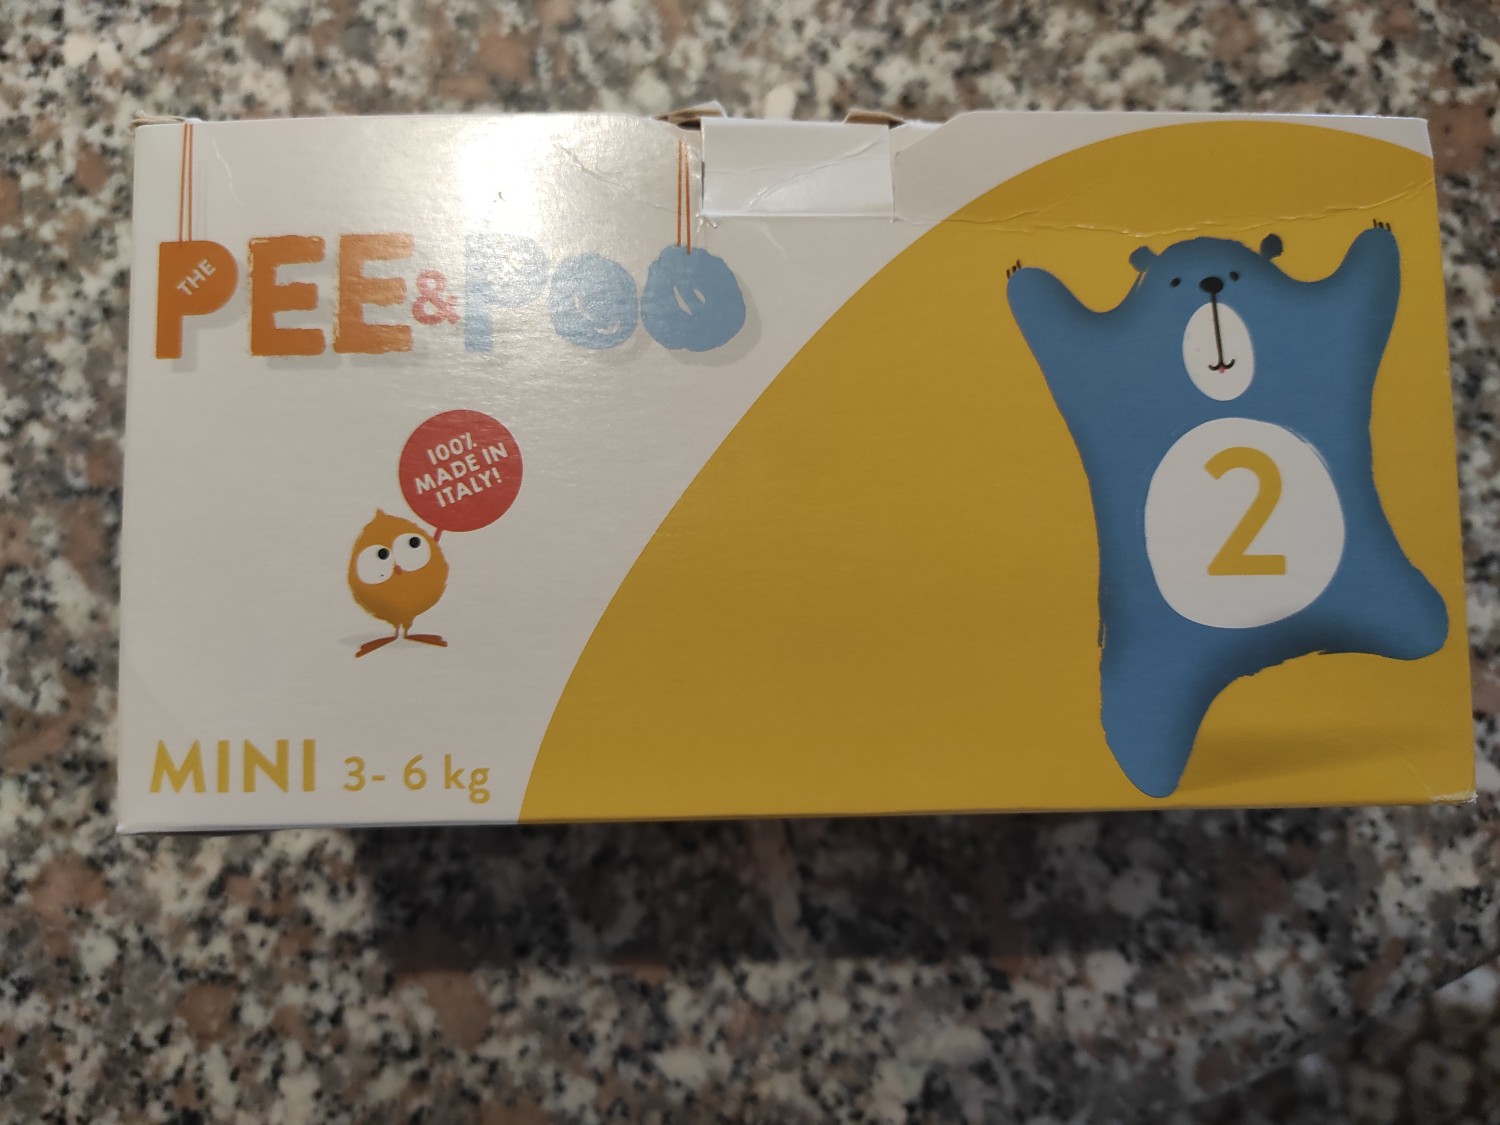 THE
PEE & Poo
100%
MADE IN
ITALY!
MINI 3- 6 kg
2